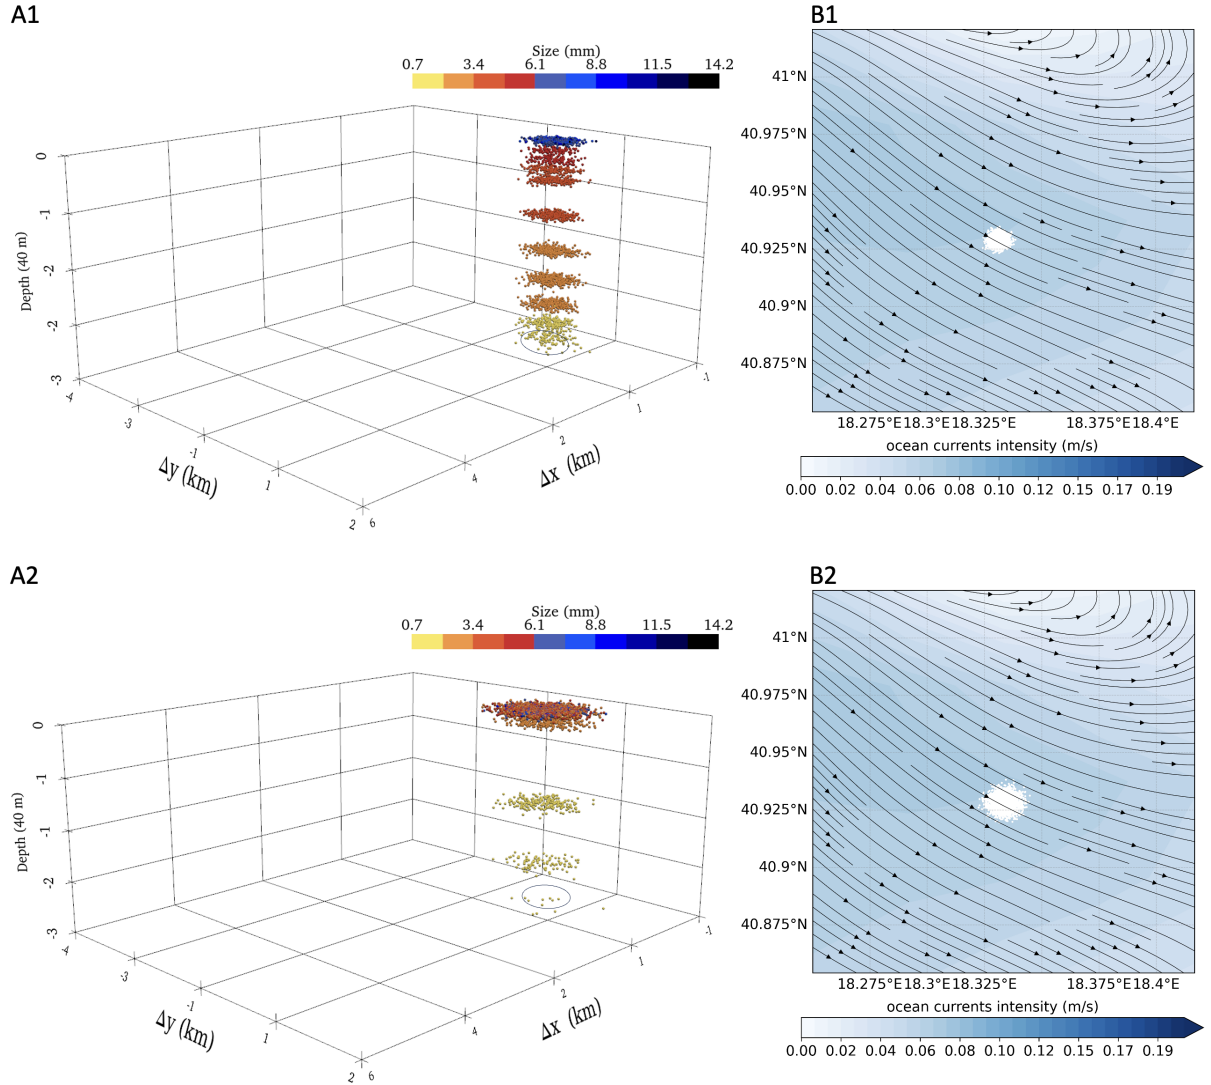 A1
Size (mm)
0.7 3.4 6.1 8.8 11.5 14.2
0
-1
-2
-2
-3
Depth (40 m)
-4
-3
-1
1
2
Δy (km)
6
4
2
1
-1
Δx (km)
B1
41°N
40.975°N
40.95°N
40.925°N
40.9°N
40.875°N
18.275°E18.3°E18.325°E 18.375°E18.4°E
ocean currents intensity (m/s)
0.00 0.02 0.04 0.06 0.08 0.10 0.12 0.15 0.17 0.19
A2
Size (mm)
0.7 3.4 6.1 8.8 11.5 14.2
0
-1
-1
-2
-3
Depth (40 m)
-4
-3
-1
1
2
Δy (km)
6
4
2
1
-1
Δx (km)
B2
41°N
40.975°N
40.95°N
40.925°N
40.9°N
40.875°N
18.275°E18.3°E18.325°E 18.375°E18.4°E
ocean currents intensity (m/s)
0.00 0.02 0.04 0.06 0.08 0.10 0.12 0.15 0.17 0.19